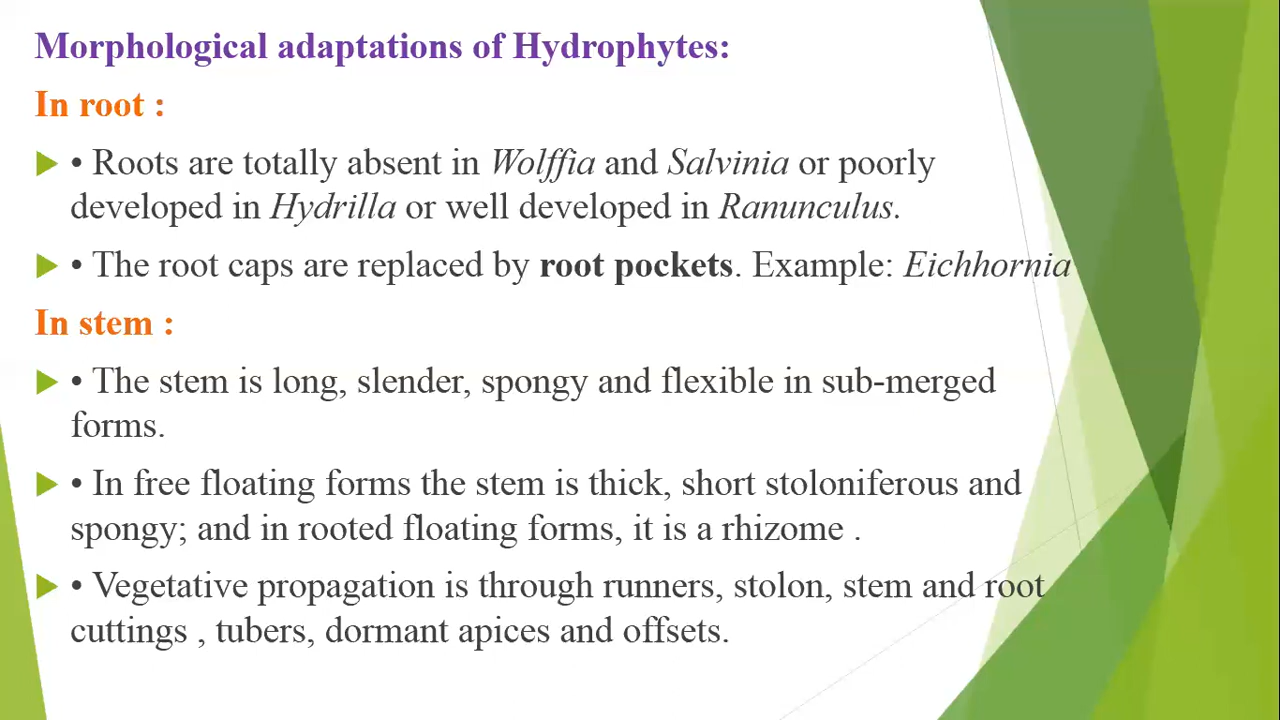 Morphological adaptations of Hydrophytes:
In root :
• Roots are totally absent in Wolffia and Salvinia or poorly
developed in Hydrilla or well developed in Ranunculus.
• The root caps are replaced by root pockets. Example: Eichhornia
In stem :
• The stem is long, slender, spongy and flexible in sub-merged
forms.
• In free floating forms the stem is thick, short stoloniferous and
spongy; and in rooted floating forms, it is a rhizome .
• Vegetative propagation is through runners, stolon, stem and root
cuttings , tubers, dormant apices and offsets.